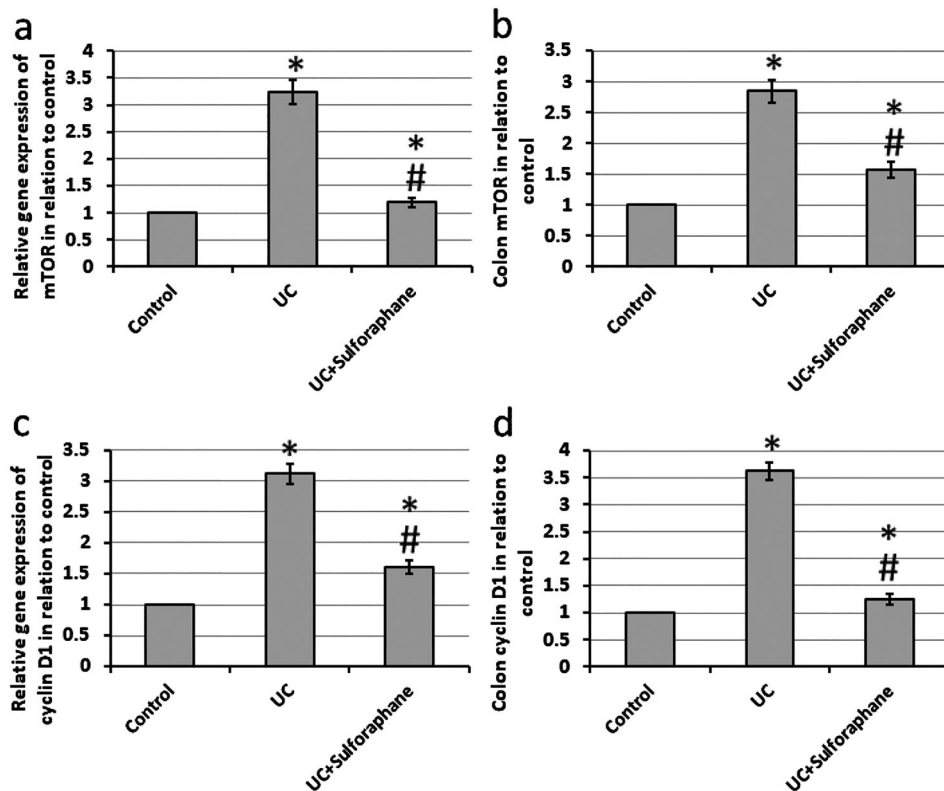 a
Relative gene expression of
mTOR in relation to control
4
3.5
3
2.5
2
1.5
1
0.5
0
*
*
#
Control
UC
UC+Sulforaphane
b
Colon mTOR in relation to
control
3.5
3
2.5
2
1.5
1
0.5
0
*
*
#
Control
UC
UC+Sulforaphane
c
Relative gene expression of
cyclin D1 in relation to control
3.5
3
2.5
2
1.5
1
0.5
0
*
*
#
Control
UC
UC+Sulforaphane
d
Colon cyclin D1 in relation to
control
4
3.5
3
2.5
2
1.5
1
0.5
0
*
*
#
Control
UC
UC+Sulforaphane